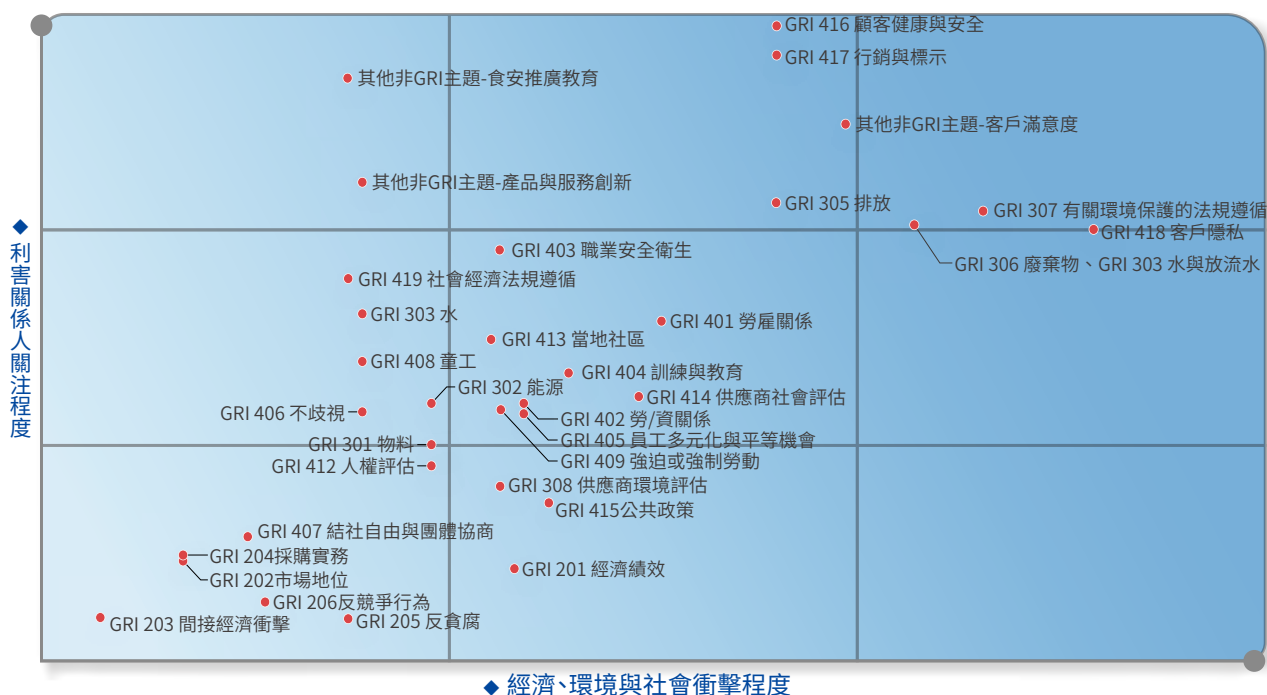 GRI 416 顧客健康與安全
GRI 417 行銷與標示
其他非GRI主題-食安推廣教育
其他非GRI主題-客戶滿意度
其他非GRI主題-產品與服務創新
GRI 305 排放
GRI 307 有關環境保護的法規遵循
GRI 418 客戶隱私
GRI 306 廢棄物、GRI 303 水與放流水
GRI 403 職業安全衛生
GRI 419 社會經濟法規遵循
GRI 303 水
GRI 401 勞雇關係
GRI 413 當地社區
GRI 408 童工
GRI 404 訓練與教育
GRI 302 能源
GRI 414 供應商社會評估
GRI 406 不歧視
GRI 402 勞/資關係
GRI 405 員工多元化與平等機會
GRI 301 物料
GRI 409 強迫或強制勞動
GRI 412 人權評估
GRI 308 供應商環境評估
GRI 415公共政策
GRI 407 結社自由與團體協商
GRI 204採購實務
GRI 201 經濟績效
GRI 202市場地位
GRI 206反競爭行為
GRI 203 間接經濟衝擊
GRI 205 反貪腐
◆ 利害關係人關注程度
◆ 經濟、環境與社會衝擊程度